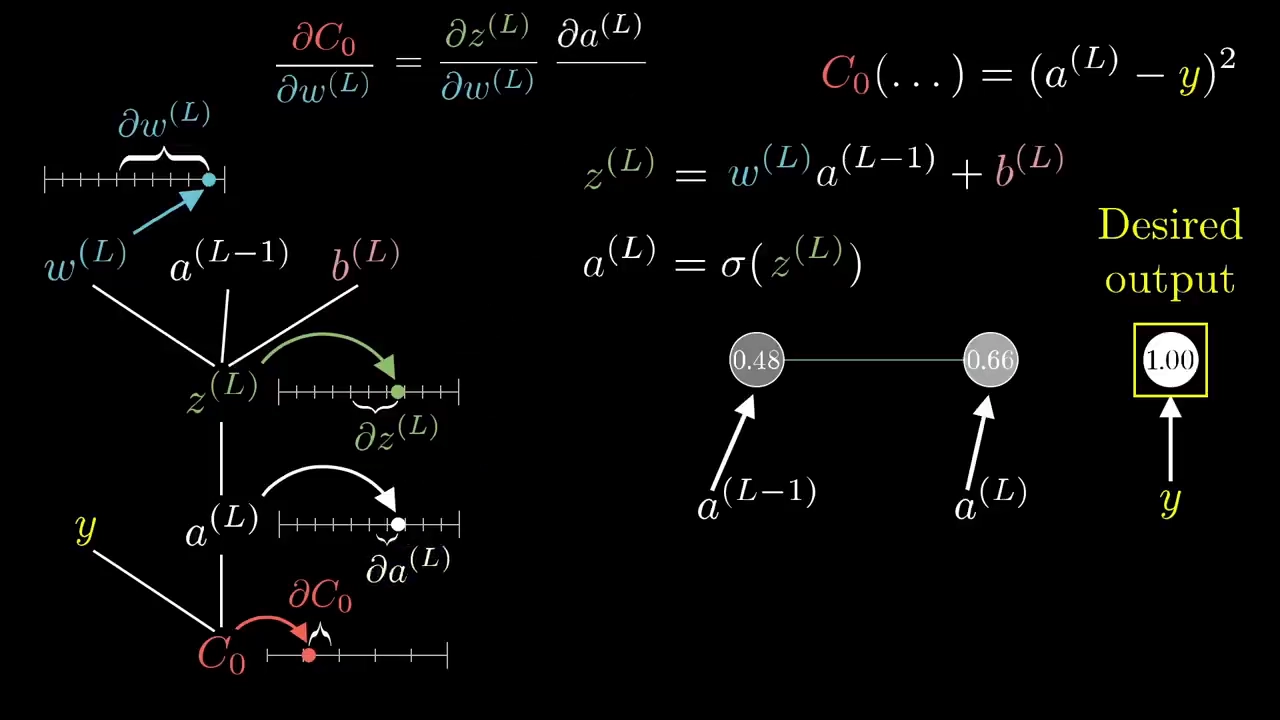 ∂C₀/∂w⁽ᴸ⁾ = ∂z⁽ᴸ⁾/∂w⁽ᴸ⁾ ∂a⁽ᴸ⁾/
C₀(...) = (a⁽ᴸ⁾ − y)²
∂w⁽ᴸ⁾
z⁽ᴸ⁾ = w⁽ᴸ⁾a⁽ᴸ⁻¹⁾ + b⁽ᴸ⁾
w⁽ᴸ⁾ a⁽ᴸ⁻¹⁾ b⁽ᴸ⁾
a⁽ᴸ⁾ = σ(z⁽ᴸ⁾)
Desired
output
0.48 0.66 1.00
z⁽ᴸ⁾
∂z⁽ᴸ⁾
a⁽ᴸ⁻¹⁾ a⁽ᴸ⁾ y
y a⁽ᴸ⁾
∂a⁽ᴸ⁾
∂C₀
C₀